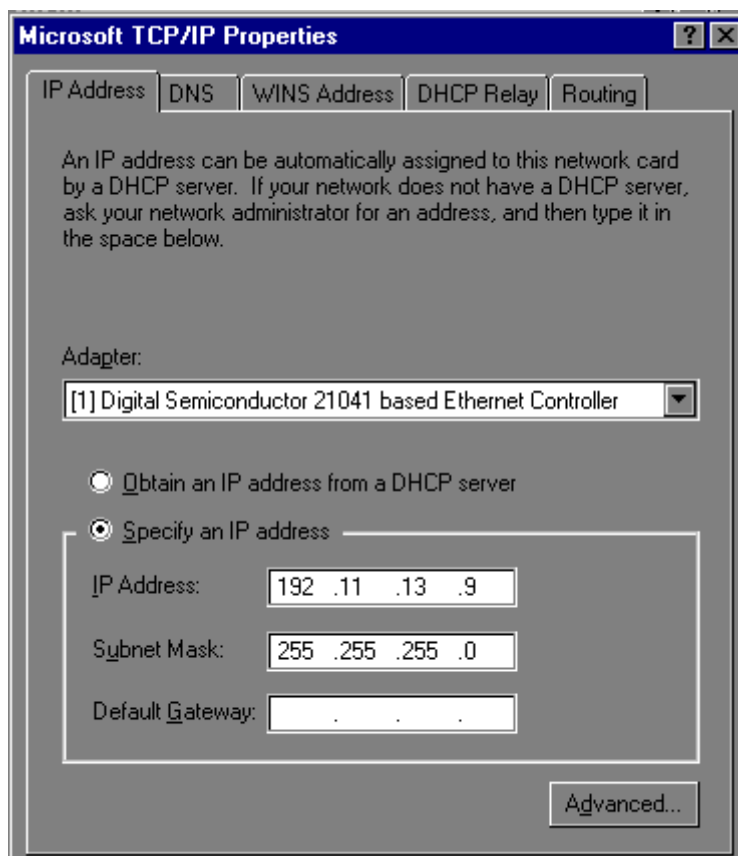 Microsoft TCP/IP Properties
IP Address DNS WINS Address DHCP Relay Routing
An IP address can be automatically assigned to this network card
by a DHCP server. If your network does not have a DHCP server,
ask your network administrator for an address, and then type it in
the space below.
Adapter:
[1] Digital Semiconductor 21041 based Ethernet Controller
Obtain an IP address from a DHCP server
Specify an IP address
IP Address: 192 .11 .13 .9
Subnet Mask: 255 .255 .255 .0
Default Gateway: . . .
Advanced...